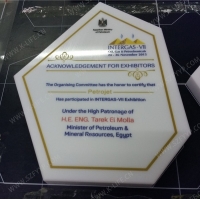 INTERGAS-VII
ACKNOWLEDGEMENT FOR EXHIBITORS
The Organising Committee has the honor to certify that
Petrojet
Has participated in INTERGAS-VII Exhibition
Under the High Patronage of
H.E. ENG. Tarek El Molla
Minister of Petroleum &
Mineral Resources, Egypt